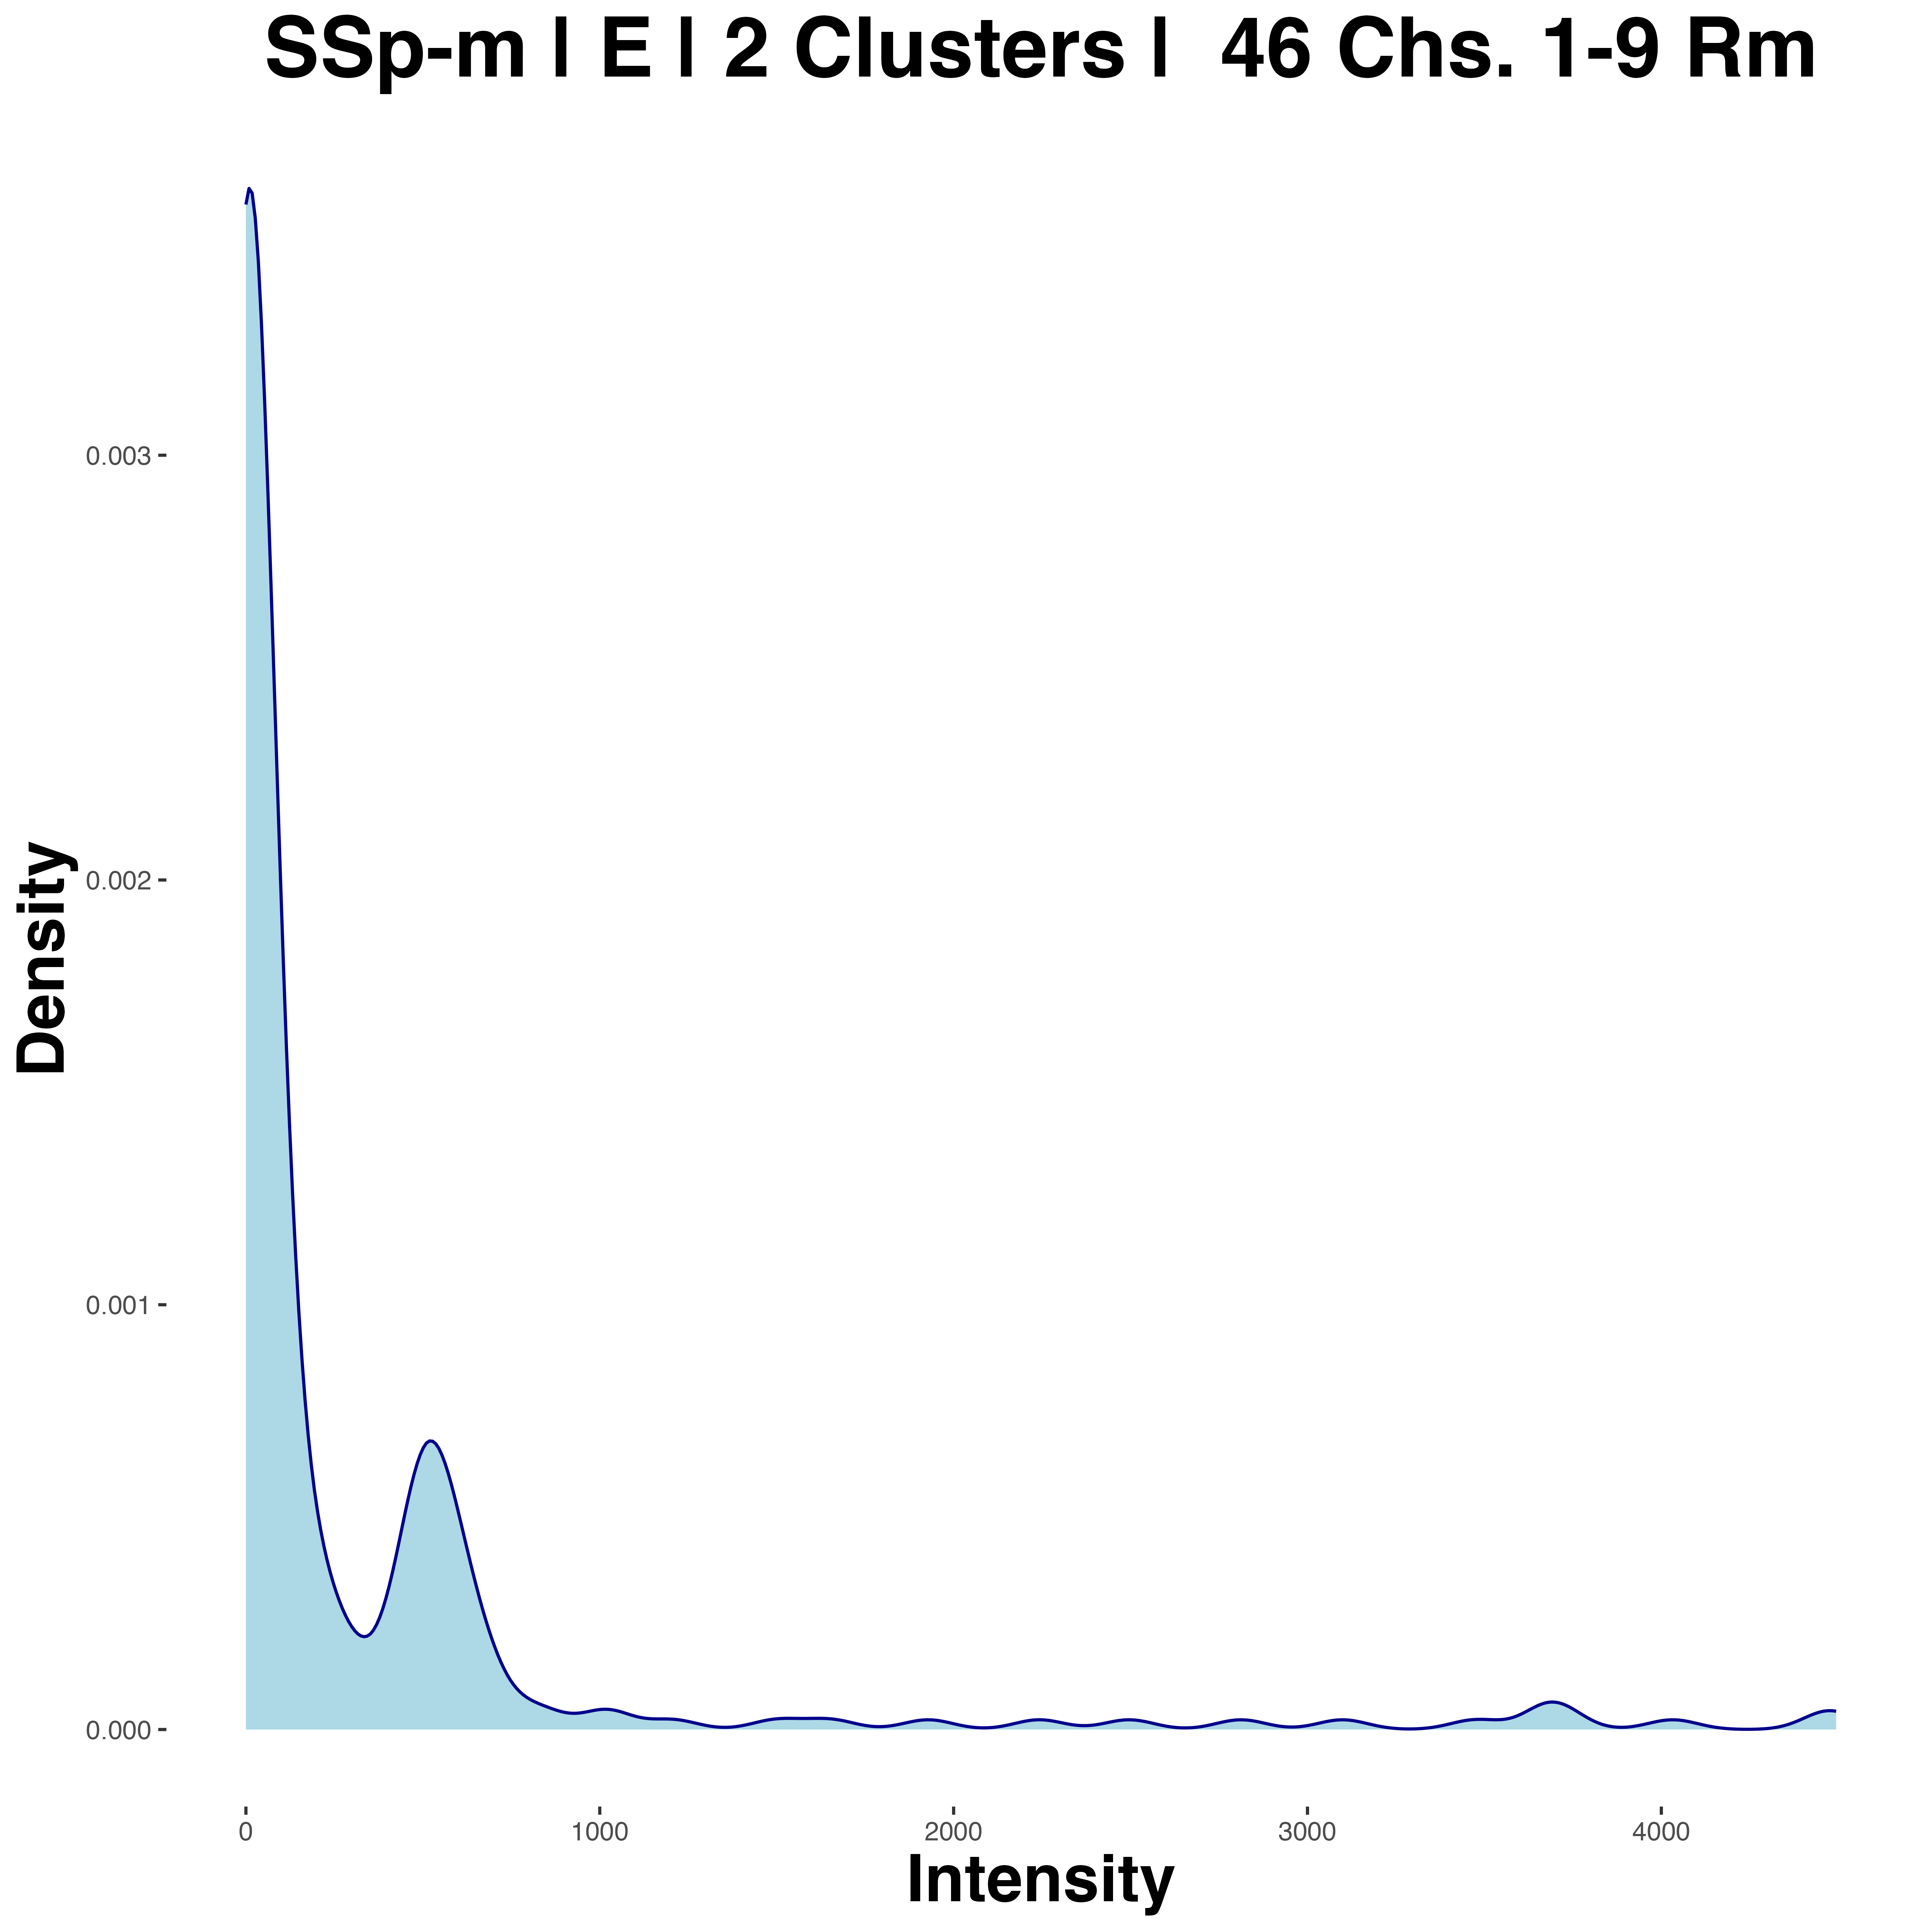 SSp-m | E | 2 Clusters |  46 Chs. 1-9 Rm
Density
0.003
0.002
0.001
0.000
0 1000 2000 3000 4000
Intensity